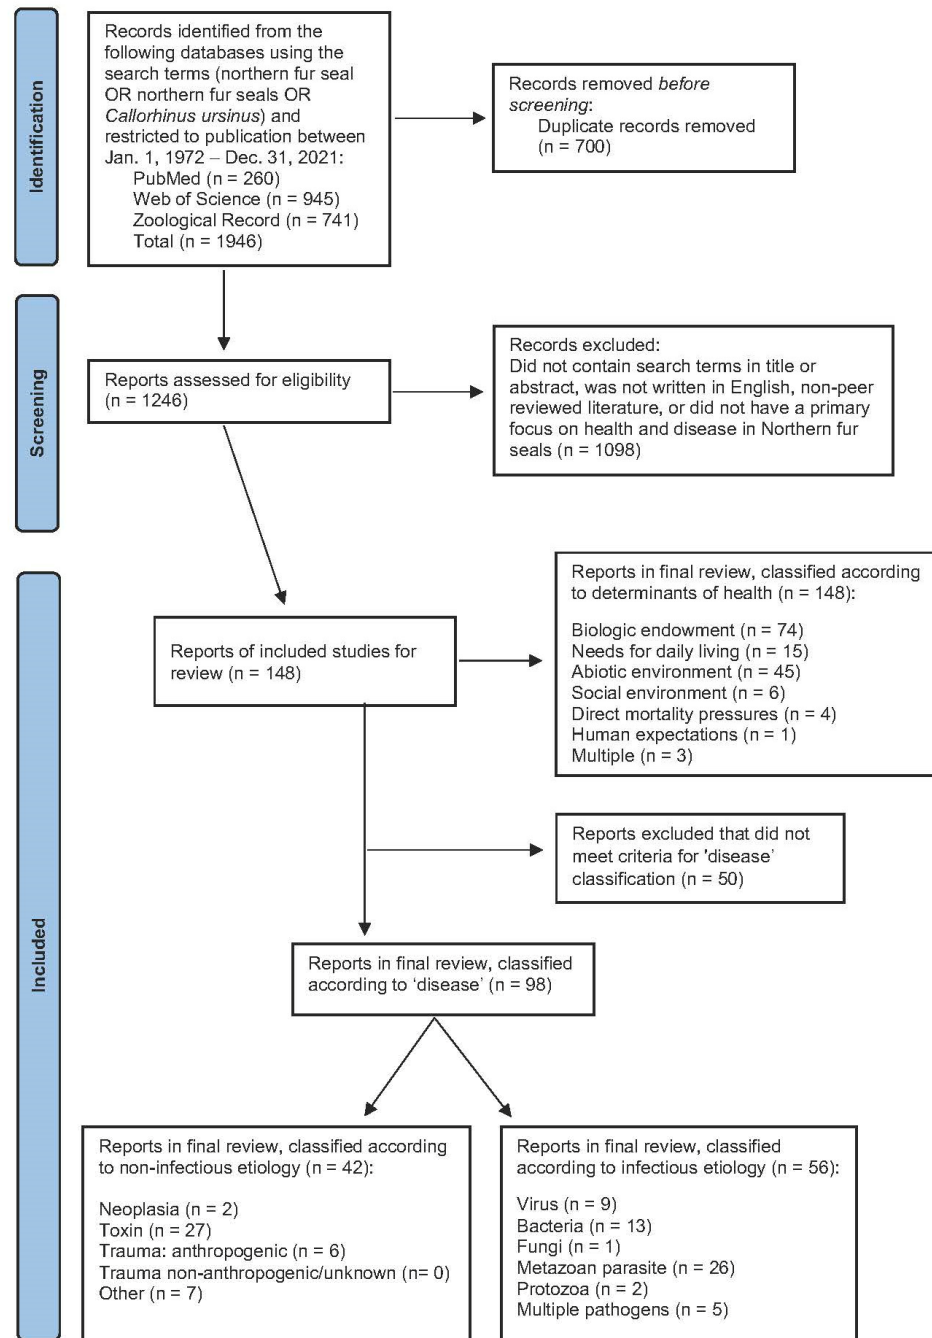 Identification
Records identified from the
following databases using the
search terms (northern fur seal
OR northern fur seals OR
Callorhinus ursinus) and
restricted to publication between
Jan. 1, 1972 – Dec. 31, 2021:
PubMed (n = 260)
Web of Science (n = 945)
Zoological Record (n = 741)
Total (n = 1946)
Records removed before
screening:
Duplicate records removed
(n = 700)
Screening
Reports assessed for eligibility
(n = 1246)
Records excluded:
Did not contain search terms in title or
abstract, was not written in English, non-peer
reviewed literature, or did not have a primary
focus on health and disease in Northern fur
seals (n = 1098)
Included
Reports of included studies for
review (n = 148)
Reports in final review, classified according
to determinants of health (n = 148):
Biologic endowment (n = 74)
Needs for daily living (n = 15)
Abiotic environment (n = 45)
Social environment (n = 6)
Direct mortality pressures (n = 4)
Human expectations (n = 1)
Multiple (n = 3)
Reports excluded that did not
meet criteria for 'disease'
classification (n = 50)
Reports in final review, classified
according to 'disease' (n = 98)
Reports in final review, classified according
to non-infectious etiology (n = 42):
Neoplasia (n = 2)
Toxin (n = 27)
Trauma: anthropogenic (n = 6)
Trauma non-anthropogenic/unknown (n= 0)
Other (n = 7)
Reports in final review, classified
according to infectious etiology (n = 56):
Virus (n = 9)
Bacteria (n = 13)
Fungi (n = 1)
Metazoan parasite (n = 26)
Protozoa (n = 2)
Multiple pathogens (n = 5)